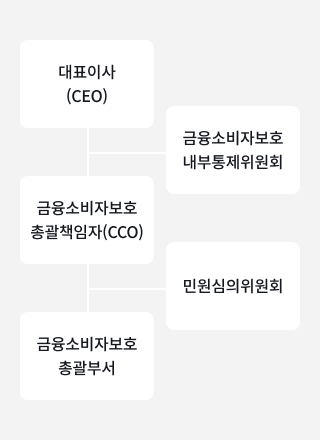 대표이사
(CEO)
금융소비자보호
내부통제위원회
금융소비자보호
총괄책임자(CCO)
민원심의위원회
금융소비자보호
총괄부서